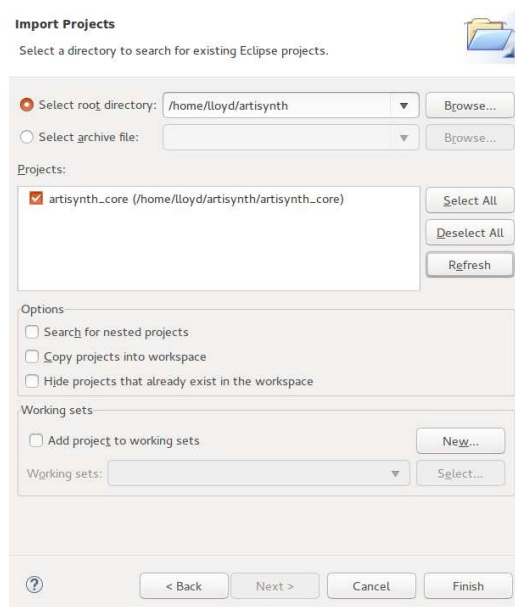 Import Projects
Select a directory to search for existing Eclipse projects.
Select root directory: /home/lloyd/artisynth Browse...
Select archive file: Browse...
Projects:
artisynth_core (/home/lloyd/artisynth/artisynth_core)
Select All
Deselect All
Refresh
Options
Search for nested projects
Copy projects into workspace
Hide projects that already exist in the workspace
Working sets
Add project to working sets New...
Working sets: Select...
? < Back Next > Cancel Finish